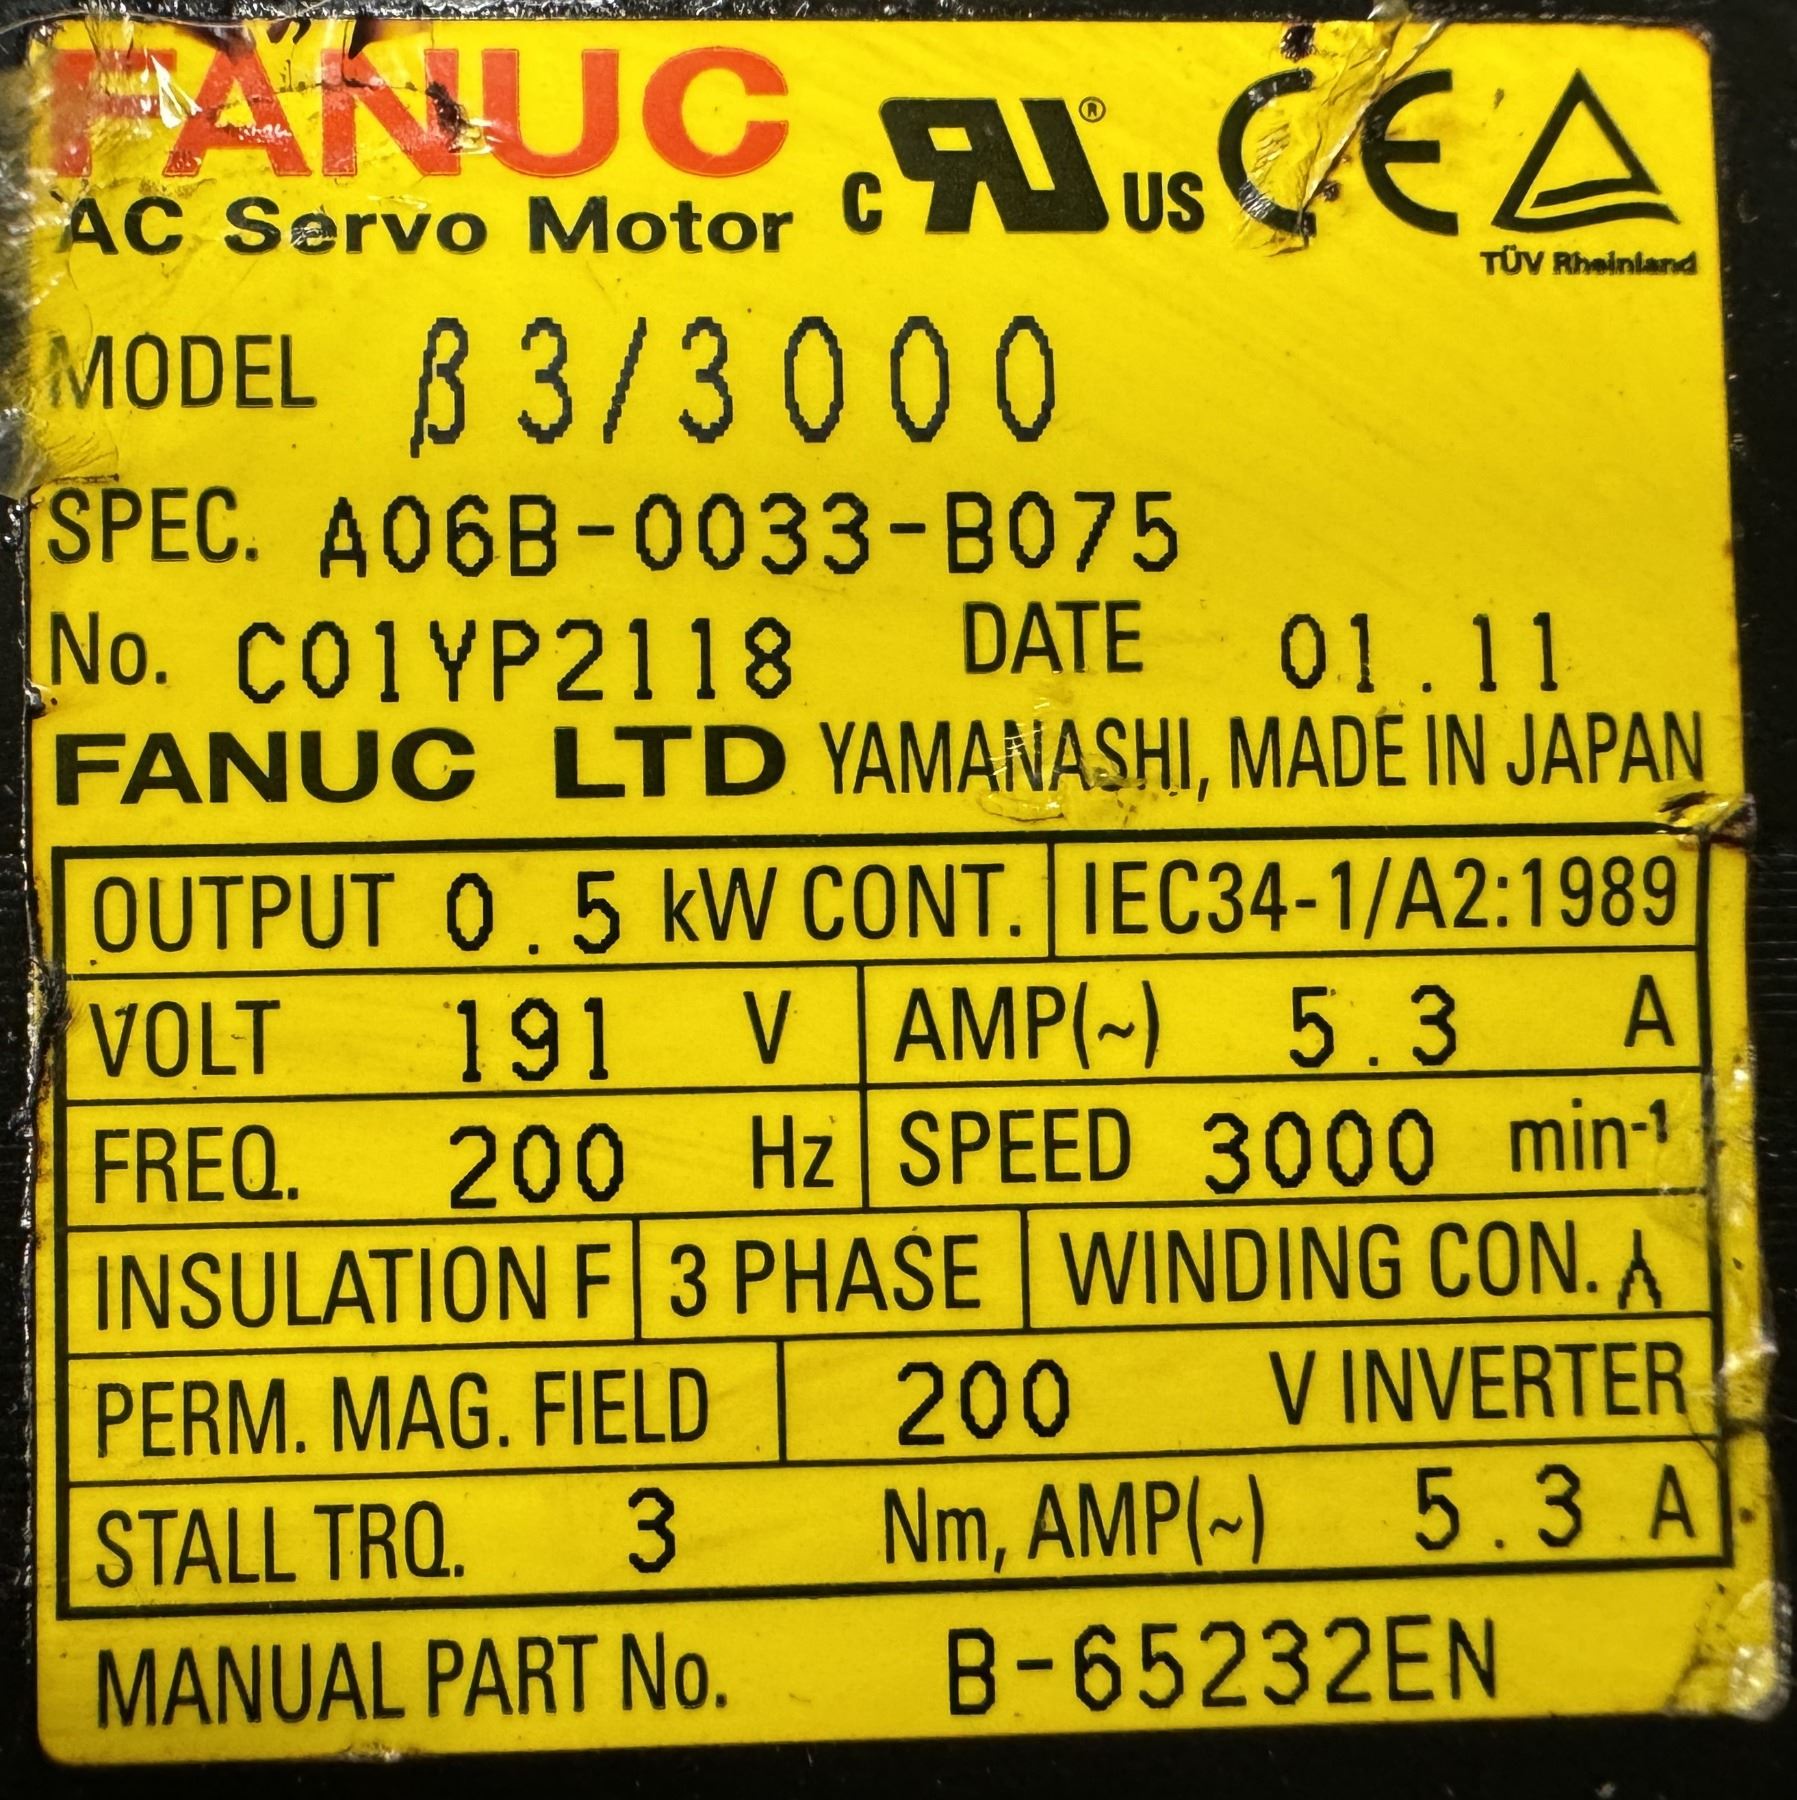 FANUC
AC Servo Motor
c RU® US CE
TÜV Rheinland
MODEL β3/3000
SPEC. A06B-0033-B075
No. C01YP2118 DATE 01.11
FANUC LTD YAMANASHI, MADE IN JAPAN
OUTPUT 0.5 kW CONT. IEC34-1/A2:1989
VOLT 191 V AMP(~) 5.3 A
FREQ. 200 Hz SPEED 3000 min-¹
INSULATION F 3 PHASE WINDING CON. ⅄
PERM. MAG. FIELD 200 V INVERTER
STALL TRQ. 3 Nm, AMP(~) 5.3 A
MANUAL PART No. B-65232EN